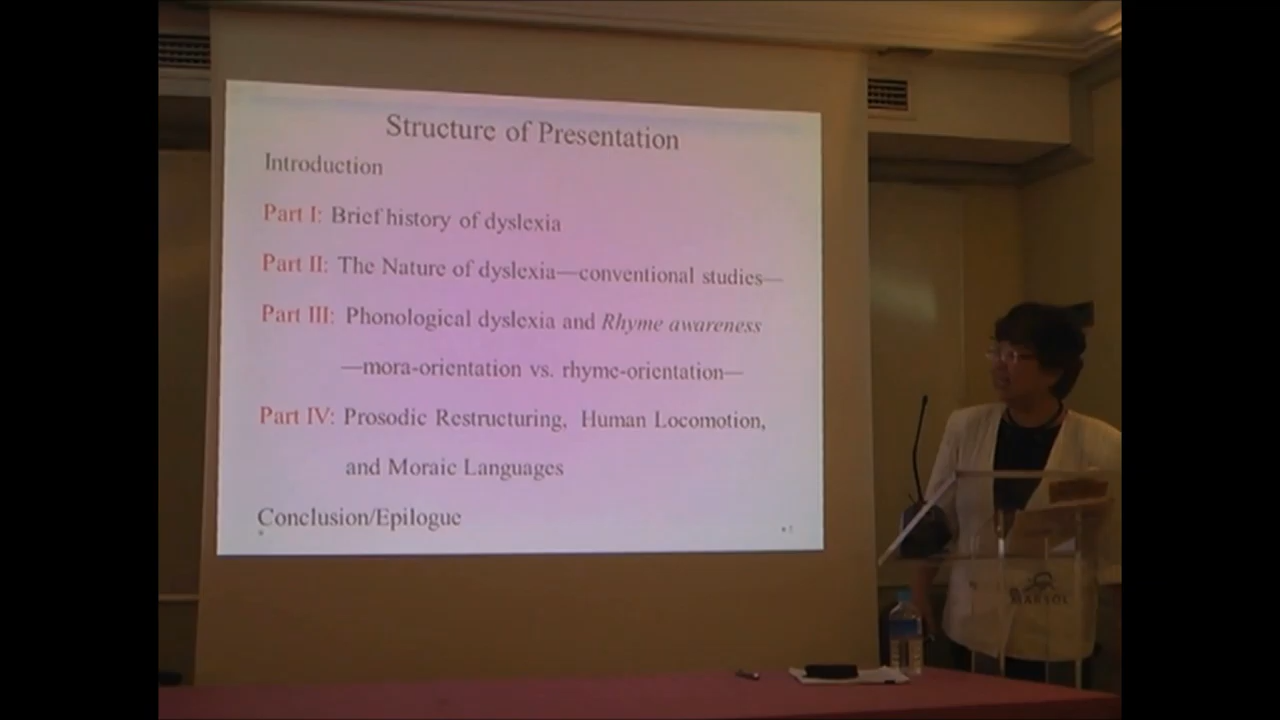 Structure of Presentation
Introduction
Part I: Brief history of dyslexia
Part II: The Nature of dyslexia—conventional studies—
Part III: Phonological dyslexia and Rhyme awareness
—mora-orientation vs. rhyme-orientation—
Part IV: Prosodic Restructuring, Human Locomotion,
and Moraic Languages
Conclusion/Epilogue